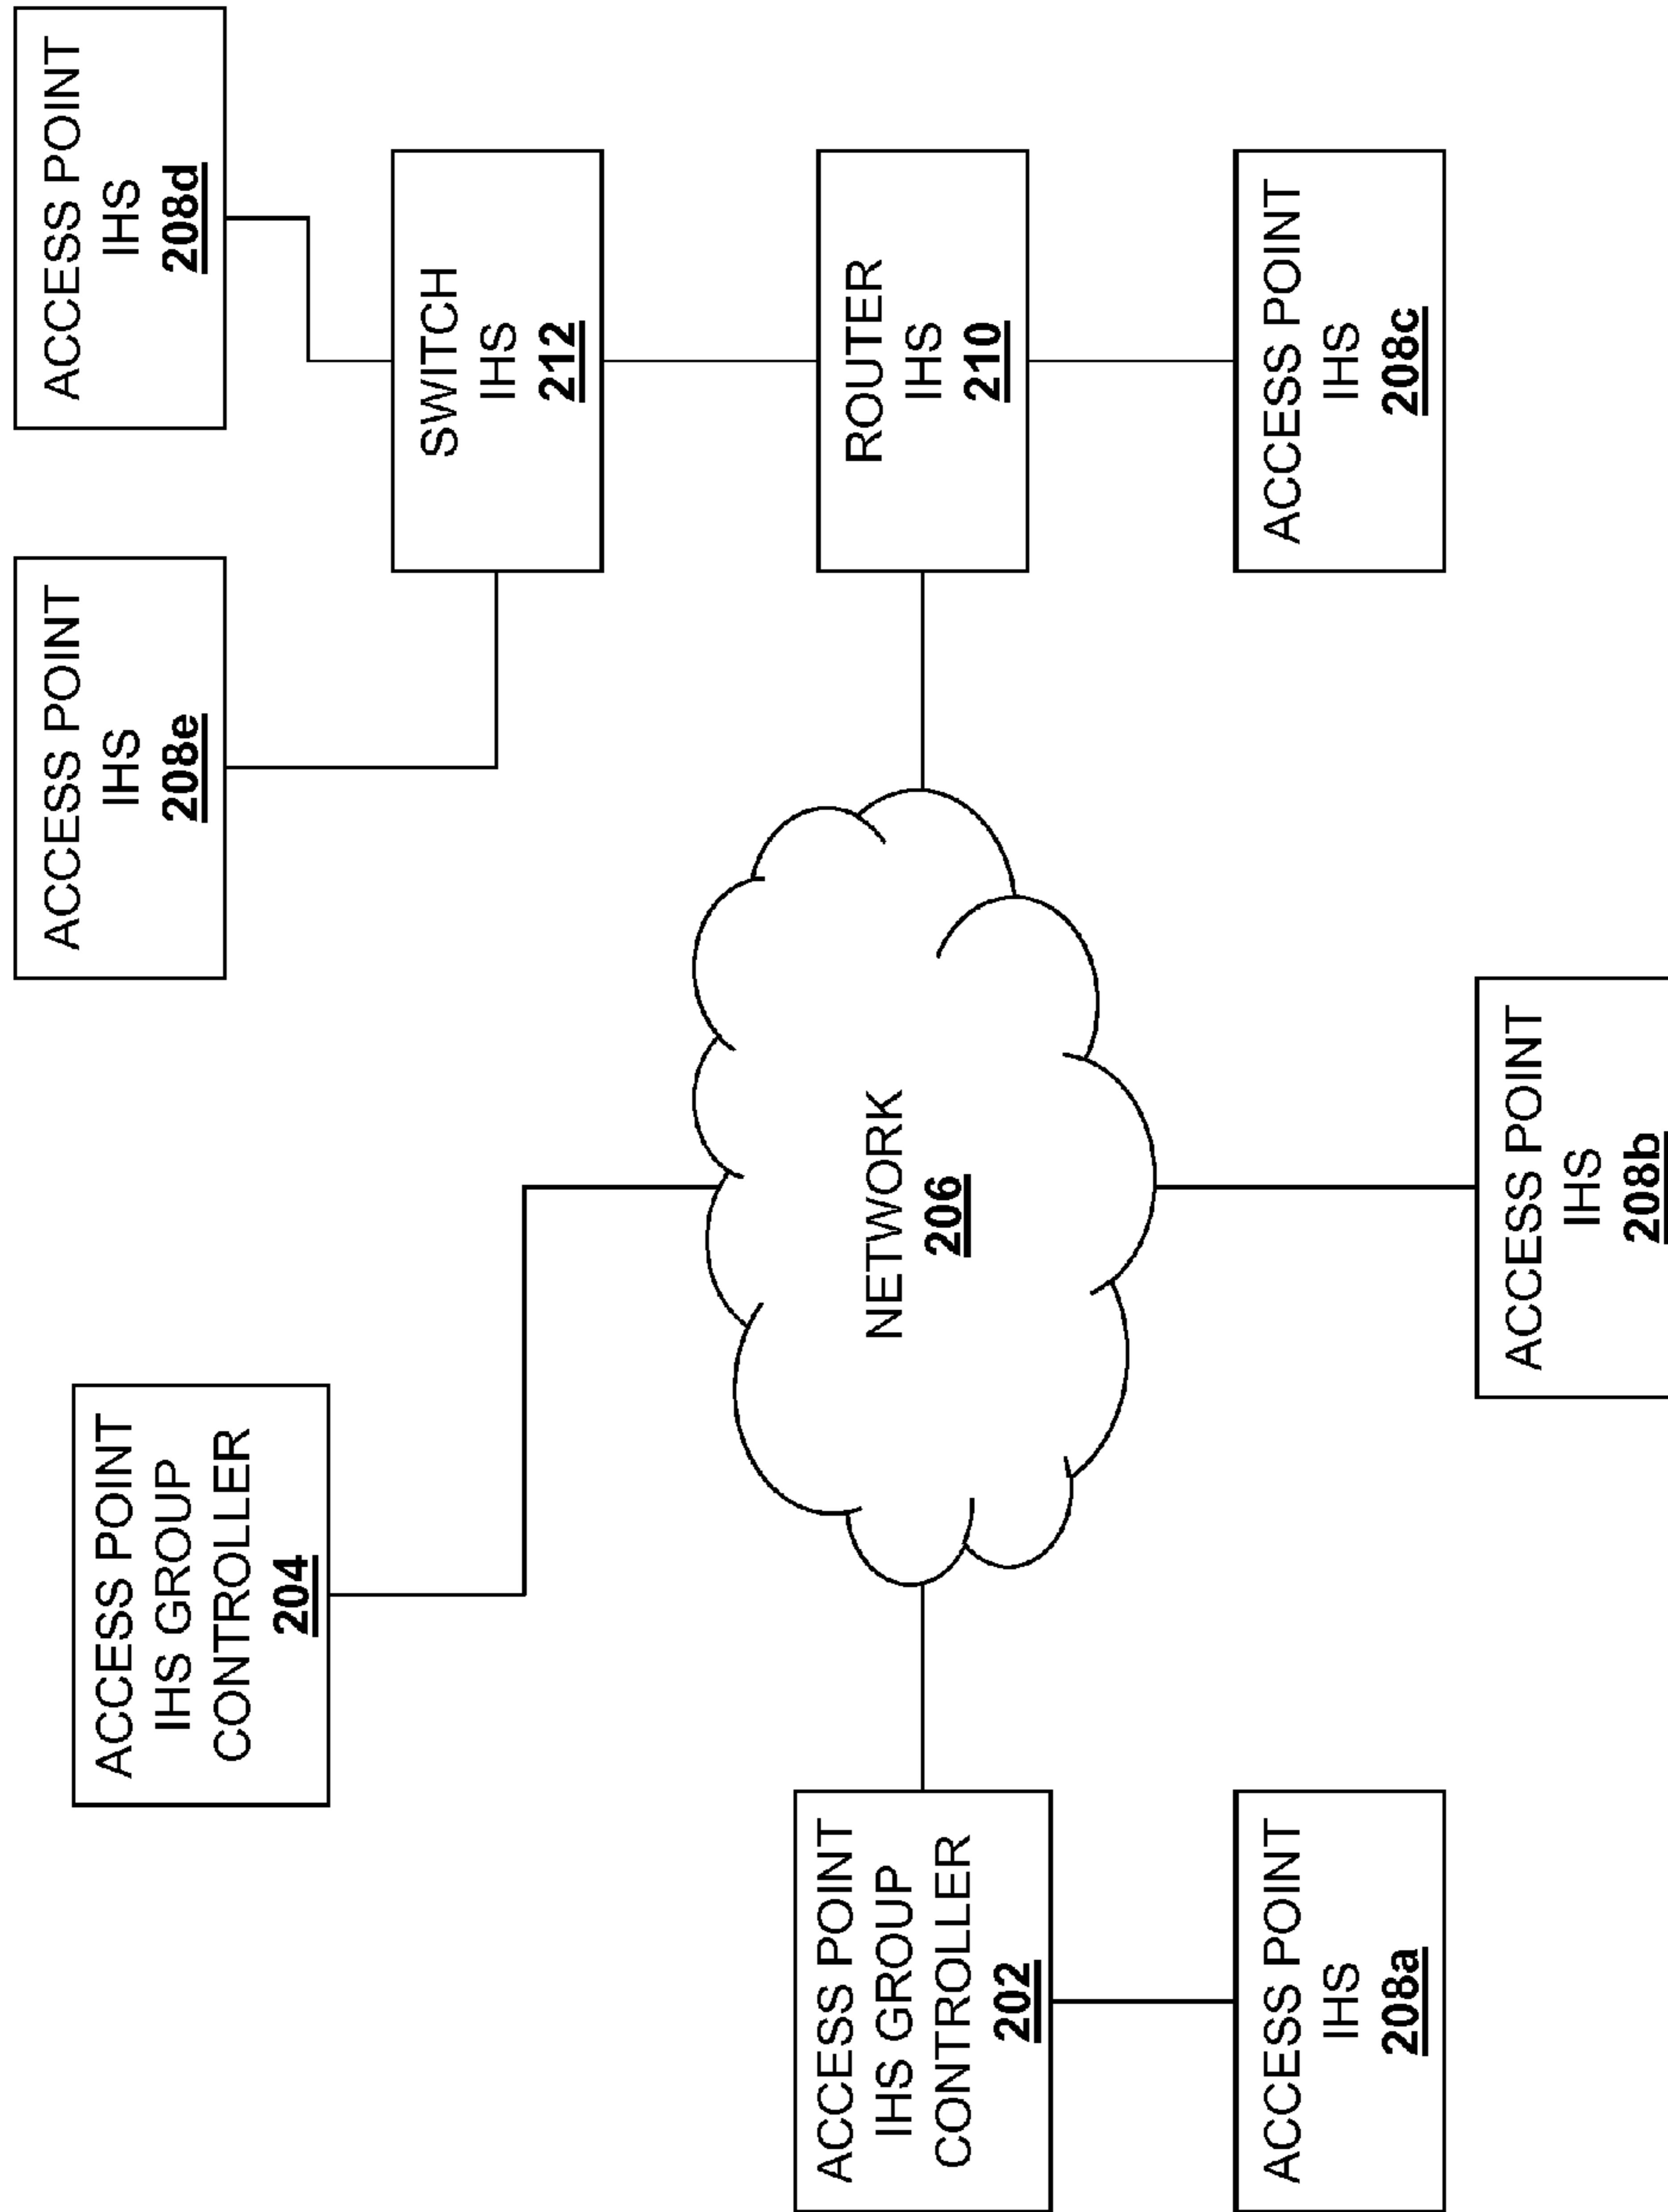 ACCESS POINT
IHS GROUP
CONTROLLER
204
ACCESS POINT
IHS
208e
ACCESS POINT
IHS
208d
SWITCH
IHS
212
ACCESS POINT
IHS GROUP
CONTROLLER
202
NETWORK
206
ROUTER
IHS
210
ACCESS POINT
IHS
208a
ACCESS POINT
IHS
208b
ACCESS POINT
IHS
208c